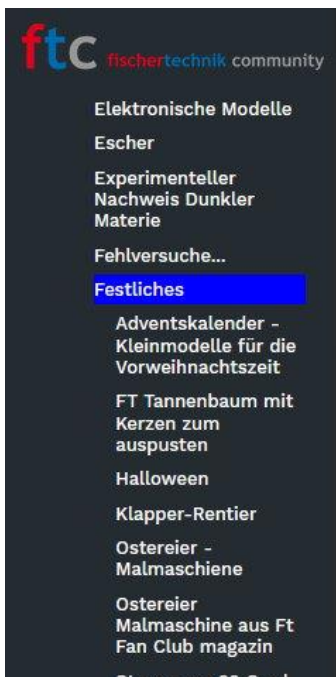 ftc fischertechnik community
Elektronische Modelle
Escher
Experimenteller
Nachweis Dunkler
Materie
Fehlversuche...
Festliches
Adventskalender -
Kleinmodelle für die
Vorweihnachtszeit
FT Tannenbaum mit
Kerzen zum
auspusten
Halloween
Klapper-Rentier
Ostereier -
Malmaschiene
Ostereier
Malmaschine aus Ft
Fan Club magazin